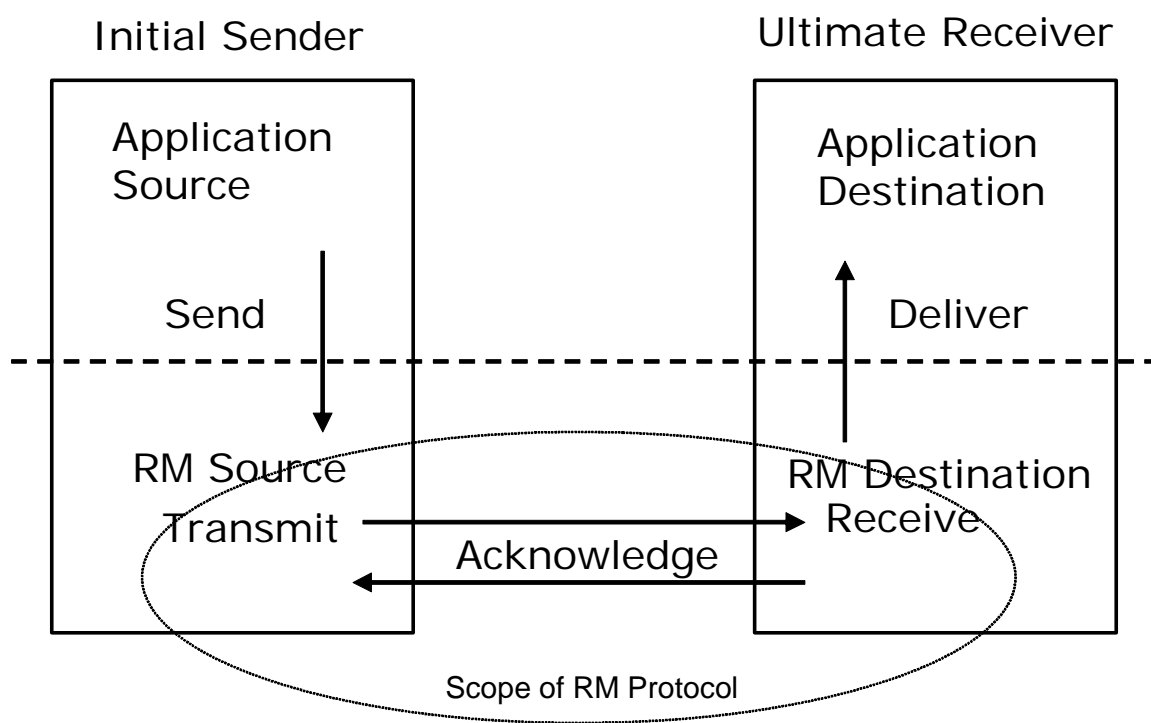 Initial Sender
Ultimate Receiver
Application
Source
Application
Destination
Send
Deliver
RM Source
Transmit
RM Destination
Receive
Acknowledge
Scope of RM Protocol